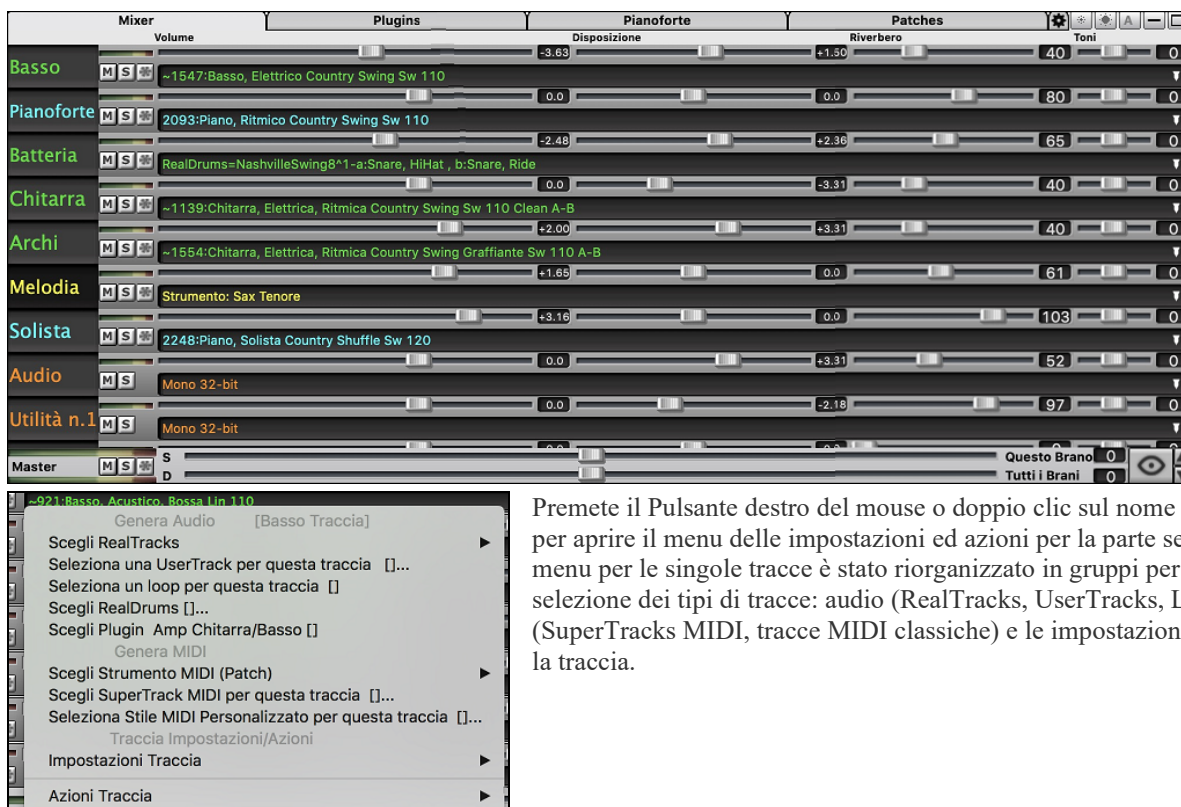 Mixer Plugins Pianoforte Patches A
Volume Disposizione Riverbero Toni
-3.63 +1.50 40 0
Basso M S ~1547:Basso, Elettrico Country Swing Sw 110
0.0 0.0 80 0
Pianoforte M S 2093:Piano, Ritmico Country Swing Sw 110
-2.48 +2.36 65 0
Batteria M S RealDrums=NashvilleSwing8^1-a:Snare, HiHat , b:Snare, Ride
0.0 -3.31 40 0
Chitarra M S ~1139:Chitarra, Elettrica, Ritmica Country Swing Sw 110 Clean A-B
+2.00 +3.31 40 0
Archi M S ~1554:Chitarra, Elettrica, Ritmica Country Swing Graffiante Sw 110 A-B
+1.65 0.0 61 0
Melodia M S Strumento: Sax Tenore
+3.16 0.0 103 0
Solista M S 2248:Piano, Solista Country Shuffle Sw 120
0.0 +3.31 52 0
Audio M S Mono 32-bit
0.0 -2.18 97 0
Utilità n.1 M S Mono 32-bit
Master M S S D Questo Brano 0
Tutti i Brani 0
~921:Basso, Acustico, Bossa Lin 110
Genera Audio [Basso Traccia]
Scegli RealTracks
Seleziona una UserTrack per questa traccia []...
Seleziona un loop per questa traccia []
Scegli RealDrums []...
Scegli Plugin Amp Chitarra/Basso []
Genera MIDI
Scegli Strumento MIDI (Patch)
Scegli SuperTrack MIDI per questa traccia []...
Seleziona Stile MIDI Personalizzato per questa traccia []...
Traccia Impostazioni/Azioni
Impostazioni Traccia
Azioni Traccia
Premete il Pulsante destro del mouse o doppio clic sul nome
per aprire il menu delle impostazioni ed azioni per la parte se
menu per le singole tracce è stato riorganizzato in gruppi per
selezione dei tipi di tracce: audio (RealTracks, UserTracks, L
(SuperTracks MIDI, tracce MIDI classiche) e le impostazion
la traccia.